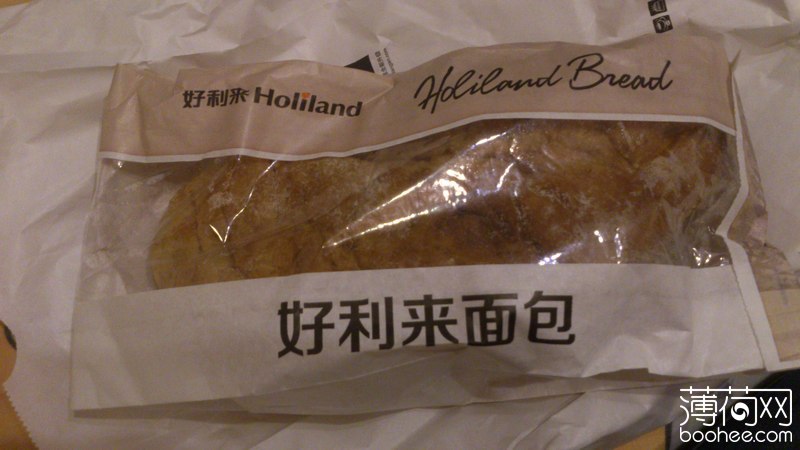 好利来 Holiland
Holiland Bread
好利来面包
薄荷网
boohee.com